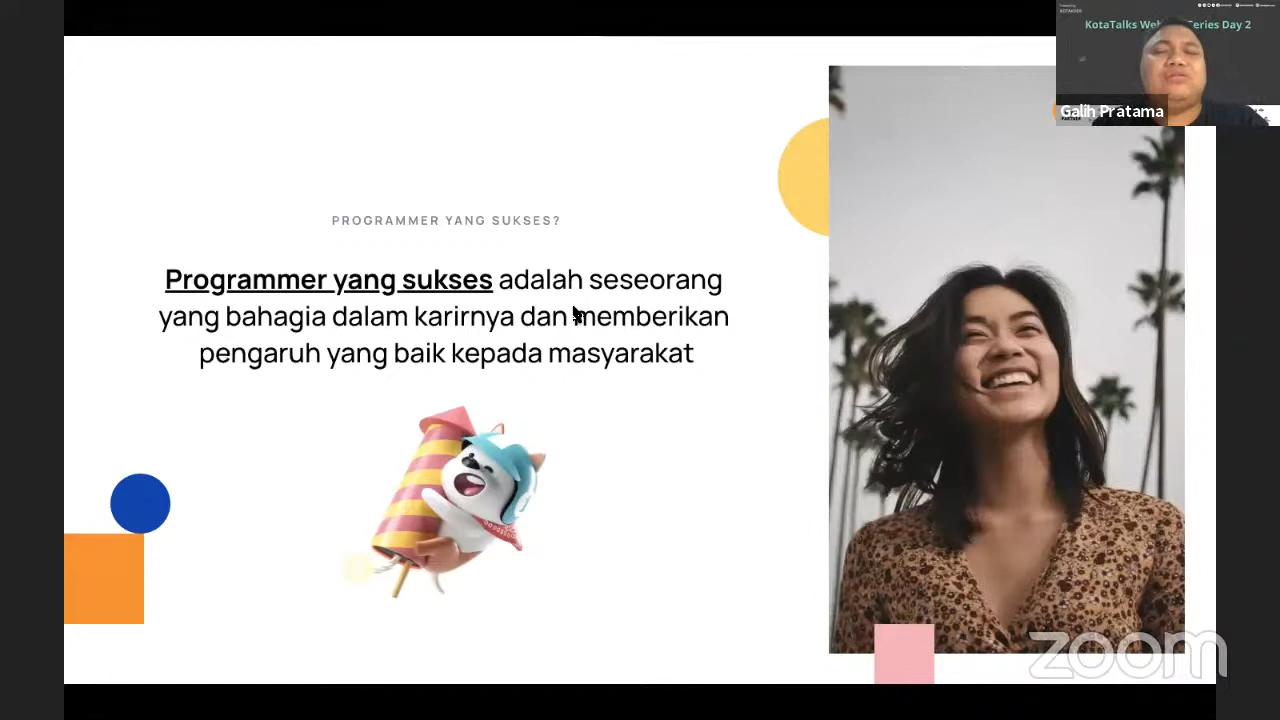 PROGRAMMER YANG SUKSES?
Programmer yang sukses adalah seseorang
yang bahagia dalam karirnya dan memberikan
pengaruh yang baik kepada masyarakat
KotaTalks Series Day 2
Galih Pratama
zoom